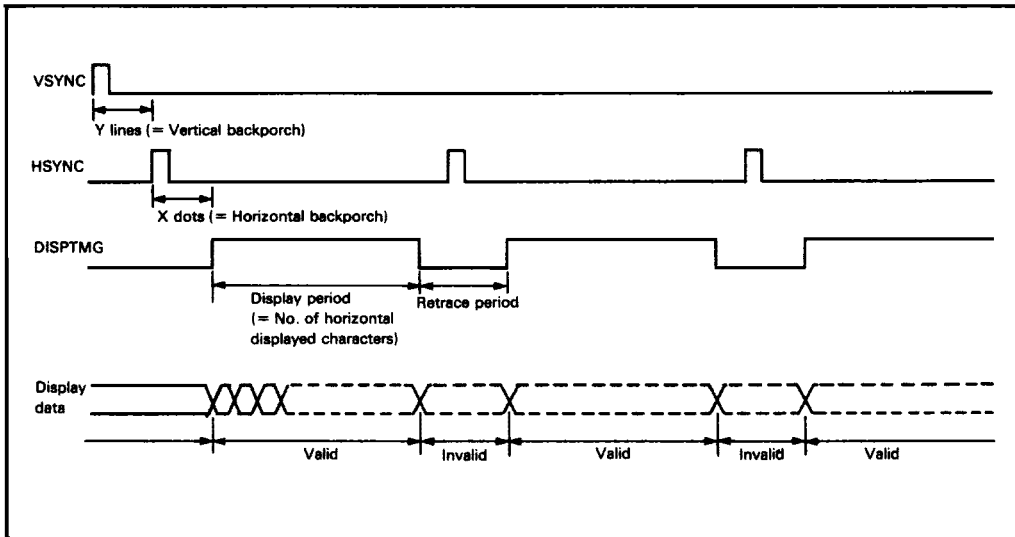 VSYNC
Y lines (= Vertical backporch)
HSYNC
X dots (= Horizontal backporch)
DISPTMG
Display period
(= No. of horizontal
displayed characters)
Retrace period
Display
data
Valid
Invalid
Valid
Invalid
Valid